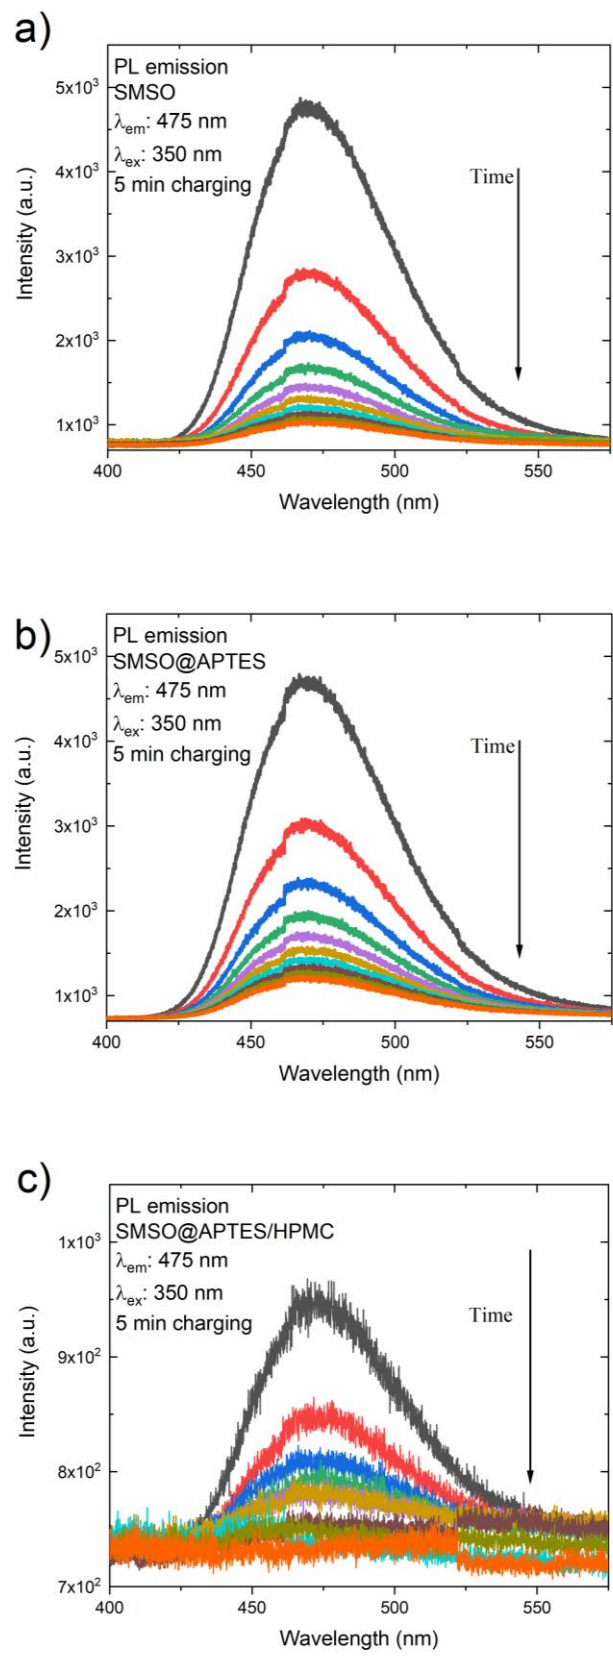 a)
PL emission
SMSO
λem: 475 nm
λex: 350 nm
5 min charging
Time
Intensity (a.u.)
5x10³
4x10³
3x10³
2x10³
1x10³
400 450 500 550
Wavelength (nm)
b)
PL emission
SMSO@APTES
λem: 475 nm
λex: 350 nm
5 min charging
Time
Intensity (a.u.)
5x10³
4x10³
3x10³
2x10³
1x10³
400 450 500 550
Wavelength (nm)
c)
PL emission
SMSO@APTES/HPMC
λem: 475 nm
λex: 350 nm
5 min charging
Time
Intensity (a.u.)
1x10³
9x10²
8x10²
7x10²
400 450 500 550
Wavelength (nm)